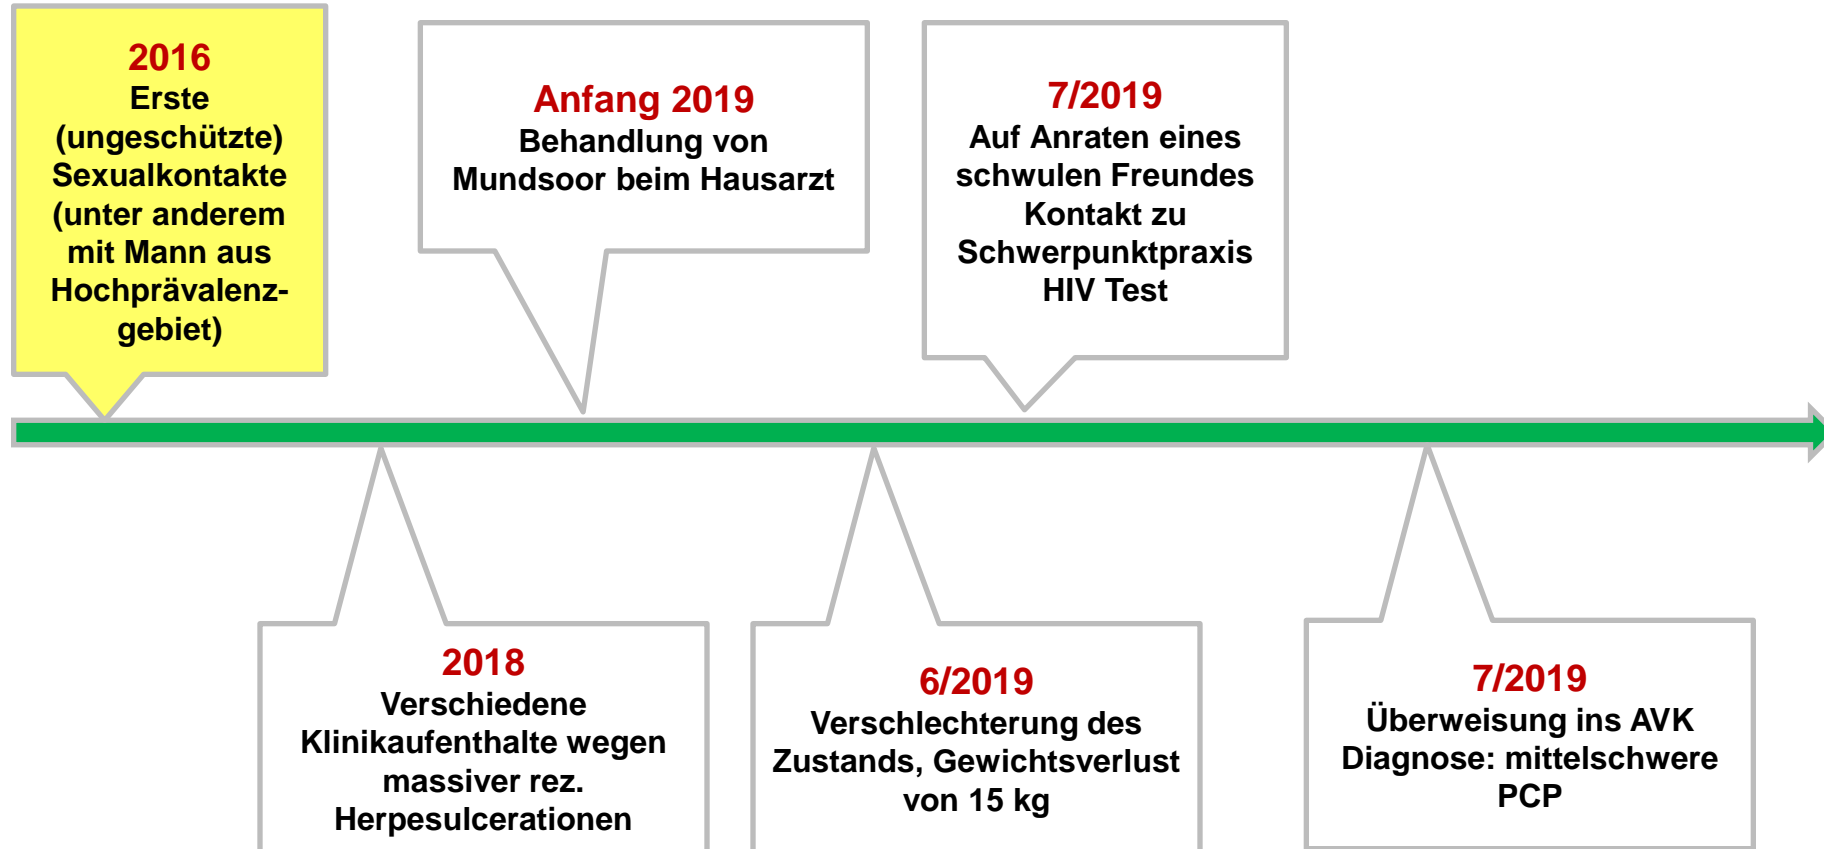 2016
Erste
(ungeschützte)
Sexualkontakte
(unter anderem
mit Mann aus
Hochprävalenz-
gebiet)
Anfang 2019
Behandlung von
Mundsoor beim Hausarzt
7/2019
Auf Anraten eines
schwulen Freundes
Kontakt zu
Schwerpunktpraxis
HIV Test
2018
Verschiedene
Klinikaufenthalte wegen
massiver rez.
Herpesulcerationen
6/2019
Verschlechterung des
Zustands, Gewichtsverlust
von 15 kg
7/2019
Überweisung ins AVK
Diagnose: mittelschwere
PCP